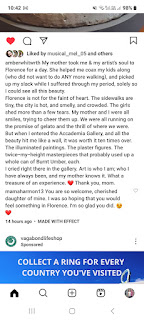 10:42
42%
Liked by musical_mel_05 and others
anderwhitewrite My mother took me & my artist's soul to
Florence for a day. She helped me coax my kids along
(who did not want to do ANY more walking), and picked
up my slack while I suffered through my period, solely so
I could see all this beauty.
Florence is not for the faint of heart. The sidewalks are
tiny, the city is hot, and smelly, and crowded. The girls
shed more than a few tears. My mother and I were all
smiles, trying to cheer them up. We were all running on
the promise of gelato and the thrill of where we were.
But when I entered the Accademia Gallery, and all the
beauty hit me like a wall, it was worth it ten times over.
The illuminated paintings. The plaster figures. The
twice-my-height masterpieces that probably used up a
whole can of Burnt Umber, each.
I cried right there in the gallery. Art is who I am, who I
have always been, and my mother knows it. What a
treasure of an experience. Thank you, mom.
mamaharmon13 You are so welcome, cherished
daughter of mine. I was so hoping that you would
feel something in Florence. I'm so glad you did.
14 hours ago • MADE WITH EFFECT
vagabondlifeshop
Sponsored
COLLECT A RING FOR EVERY
COUNTRY YOU'VE VISITED